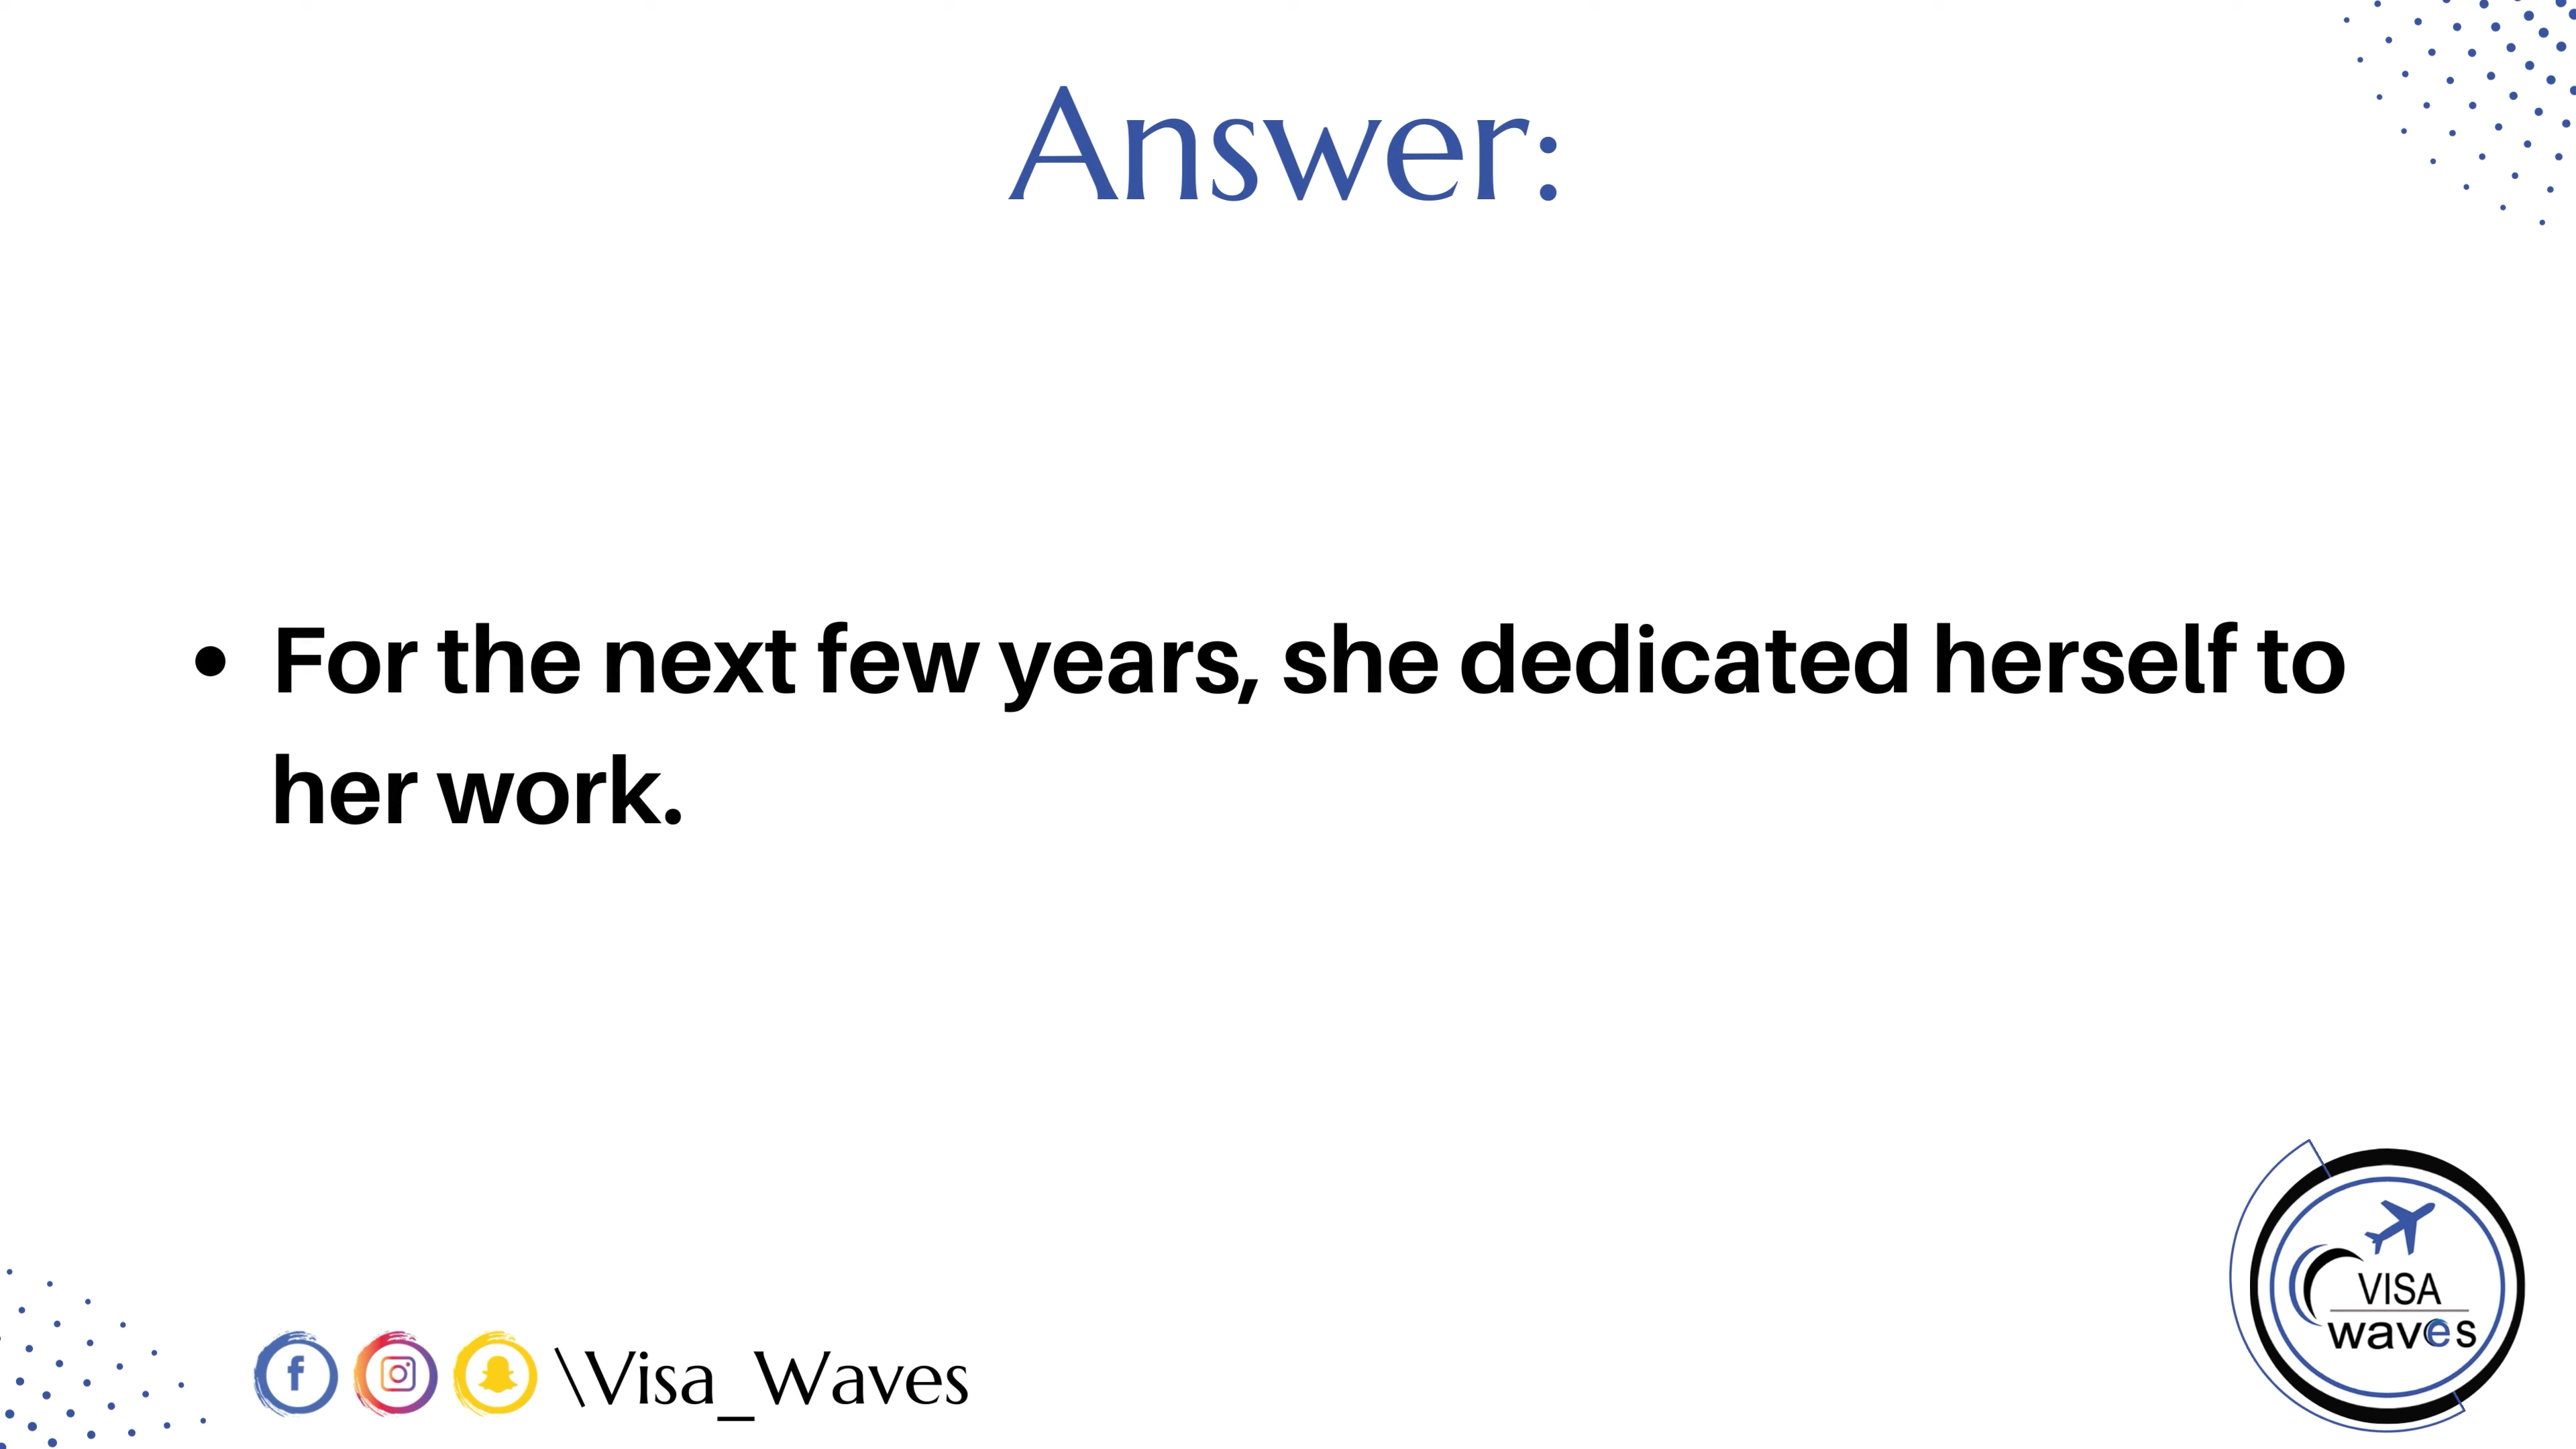 Answer:
• For the next few years, she dedicated herself to
her work.
\Visa_Waves
VISA
waves